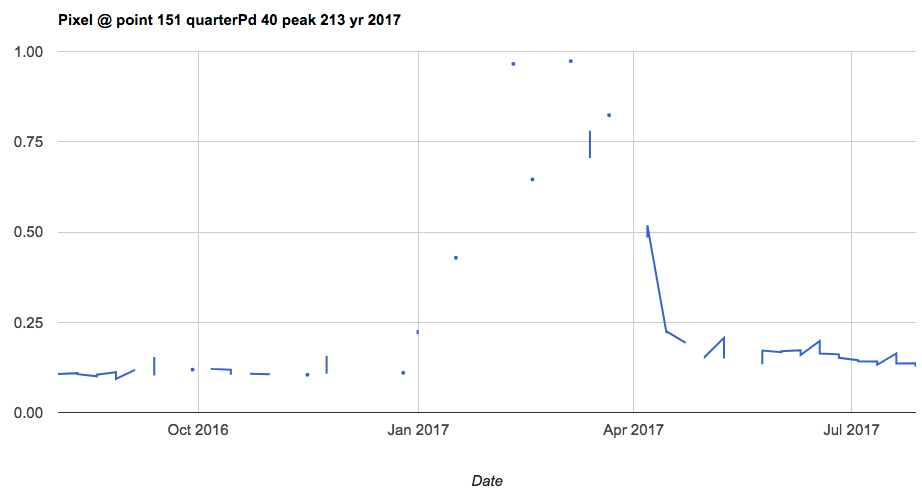 Pixel @ point 151 quarterPd 40 peak 213 yr 2017
1.00
0.75
0.50
0.25
0.00
Oct 2016 Jan 2017 Apr 2017 Jul 2017
Date